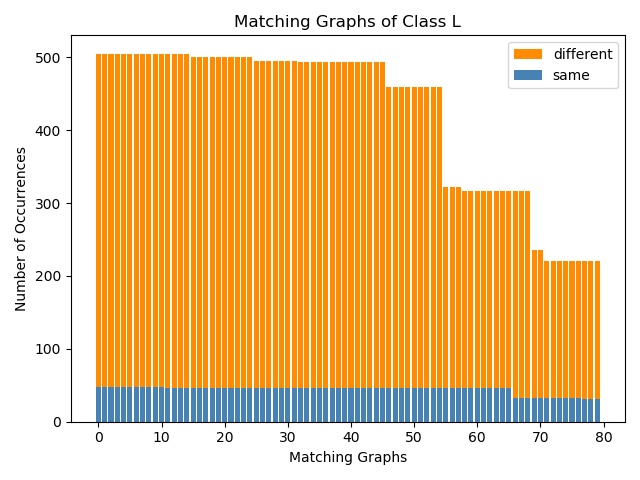 Matching Graphs of Class L
different
same
Number of Occurrences
500
400
300
200
100
0
0 10 20 30 40 50 60 70 80
Matching Graphs